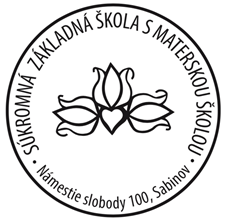 • SÚKROMNÁ ZÁKLADNÁ ŠKOLA S MATERSKOU ŠKOLOU •
Námestie slobody 100, Sabinov